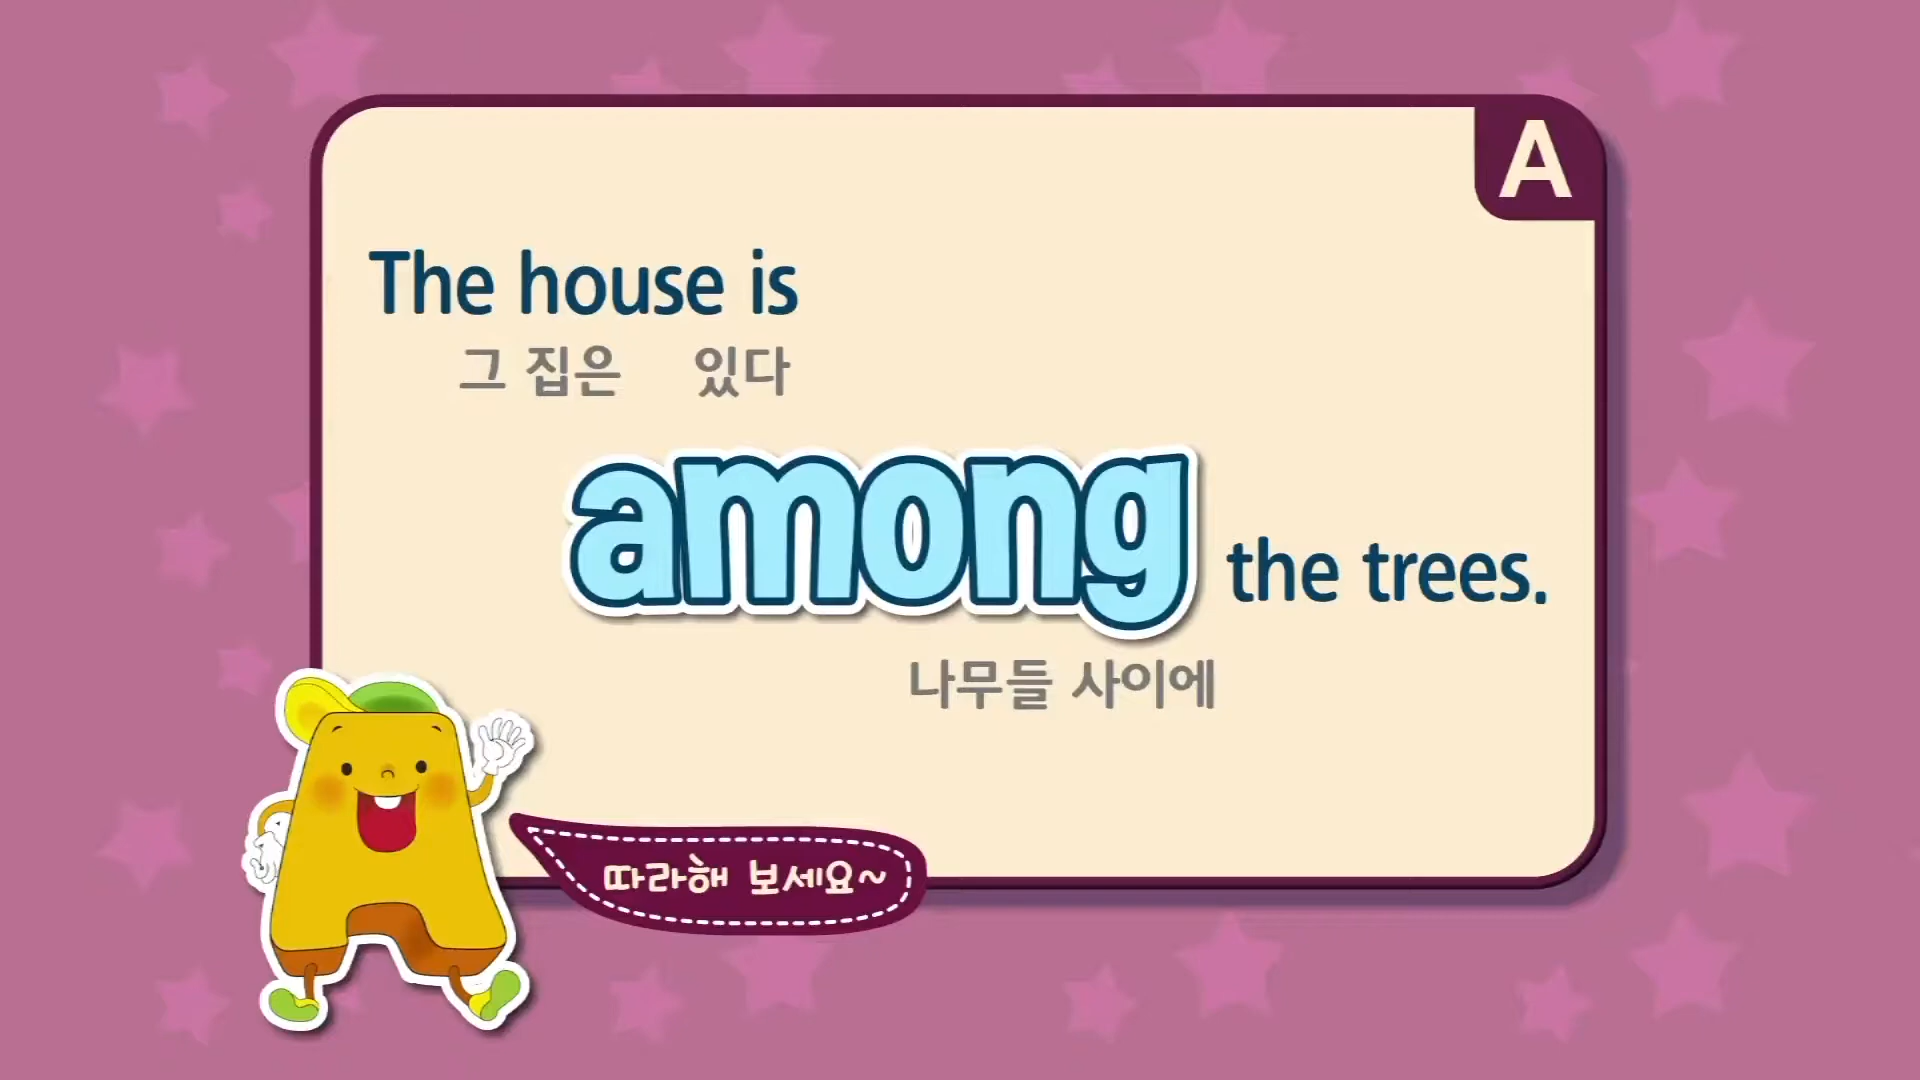 A
The house is
그 집은 있다
among the trees.
나무들 사이에
따라해 보세요~